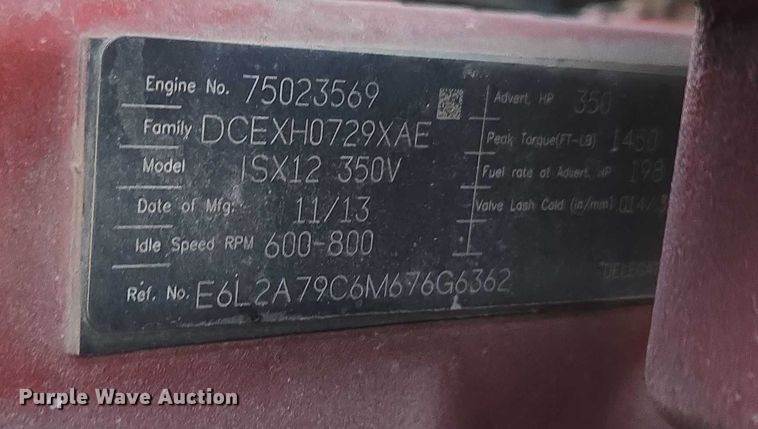 Engine No. 75023569
Family DCEXH0729XAE
Model ISX12 350V
Date of Mfg: 11/13
Idle Speed RPM 600-800
Ref. No. E6L2A79C6M676G6362
Advert. HP 350
Peak Torque(FT-LB) 1450
Fuel rate at Advert. HP 198
Valve Lash Cold (in/mm)
Purple Wave Auction